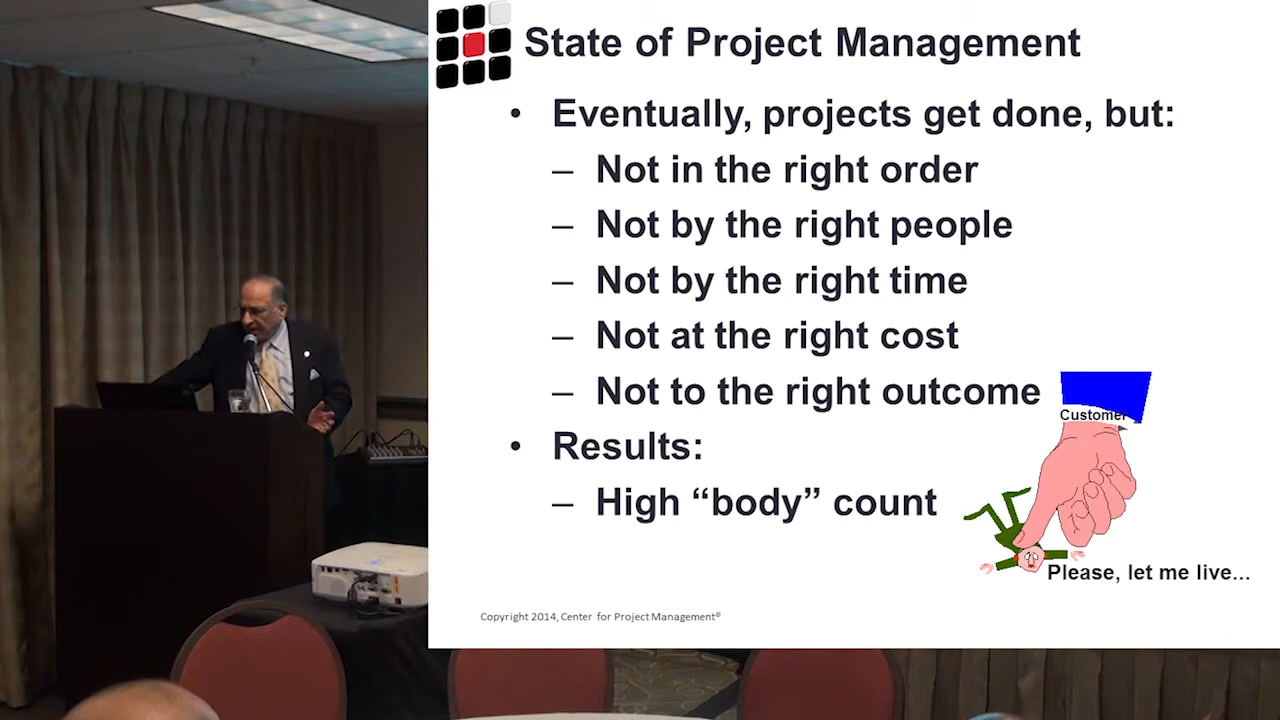 State of Project Management
• Eventually, projects get done, but:
– Not in the right order
– Not by the right people
– Not by the right time
– Not at the right cost
– Not to the right outcome
Customer
• Results:
– High “body” count
Please, let me live...
Copyright 2014, Center for Project Management®